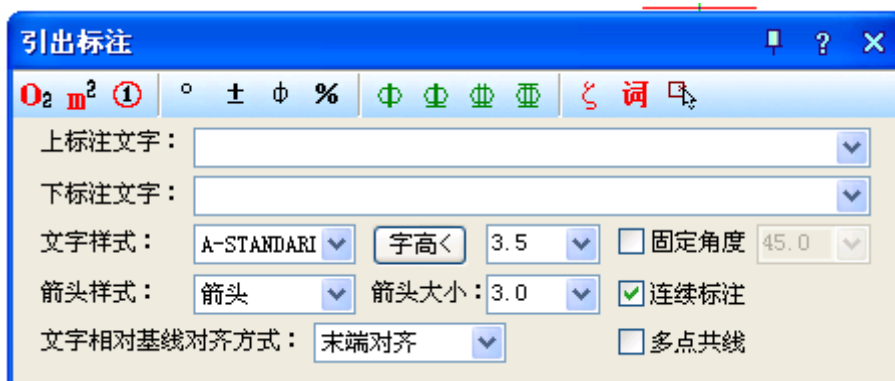 引出标注 ?
O₂ m² ① ° ± ф % 词
上标注文字：
下标注文字：
文字样式： A-STANDARI 字高< 3.5 固定角度 45.0
箭头样式： 箭头 箭头大小： 3.0 连续标注
文字相对基线对齐方式： 末端对齐 多点共线